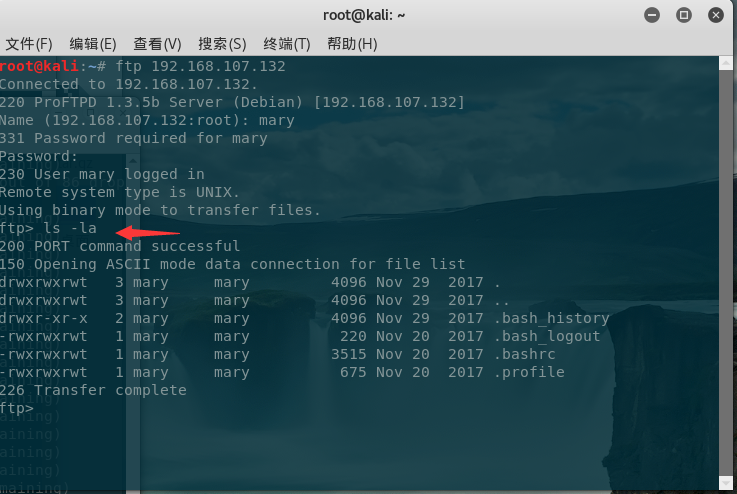 root@kali: ~
文件(F) 编辑(E) 查看(V) 搜索(S) 终端(T) 帮助(H)
root@kali:~# ftp 192.168.107.132
Connected to 192.168.107.132.
220 ProFTPD 1.3.5b Server (Debian) [192.168.107.132]
Name (192.168.107.132:root): mary
331 Password required for mary
Password:
230 User mary logged in
Remote system type is UNIX.
Using binary mode to transfer files.
ftp> ls -la
200 PORT command successful
150 Opening ASCII mode data connection for file list
drwxrwxrwt   3 mary     mary         4096 Nov 29  2017 .
drwxrwxrwt   3 mary     mary         4096 Nov 29  2017 ..
drwxr-xr-x   2 mary     mary         4096 Nov 29  2017 .bash_history
-rwxrwxrwt   1 mary     mary          220 Nov 20  2017 .bash_logout
-rwxrwxrwt   1 mary     mary         3515 Nov 20  2017 .bashrc
-rwxrwxrwt   1 mary     mary          675 Nov 20  2017 .profile
226 Transfer complete
ftp>
aining)
aining)
aining)
aining)
maining)